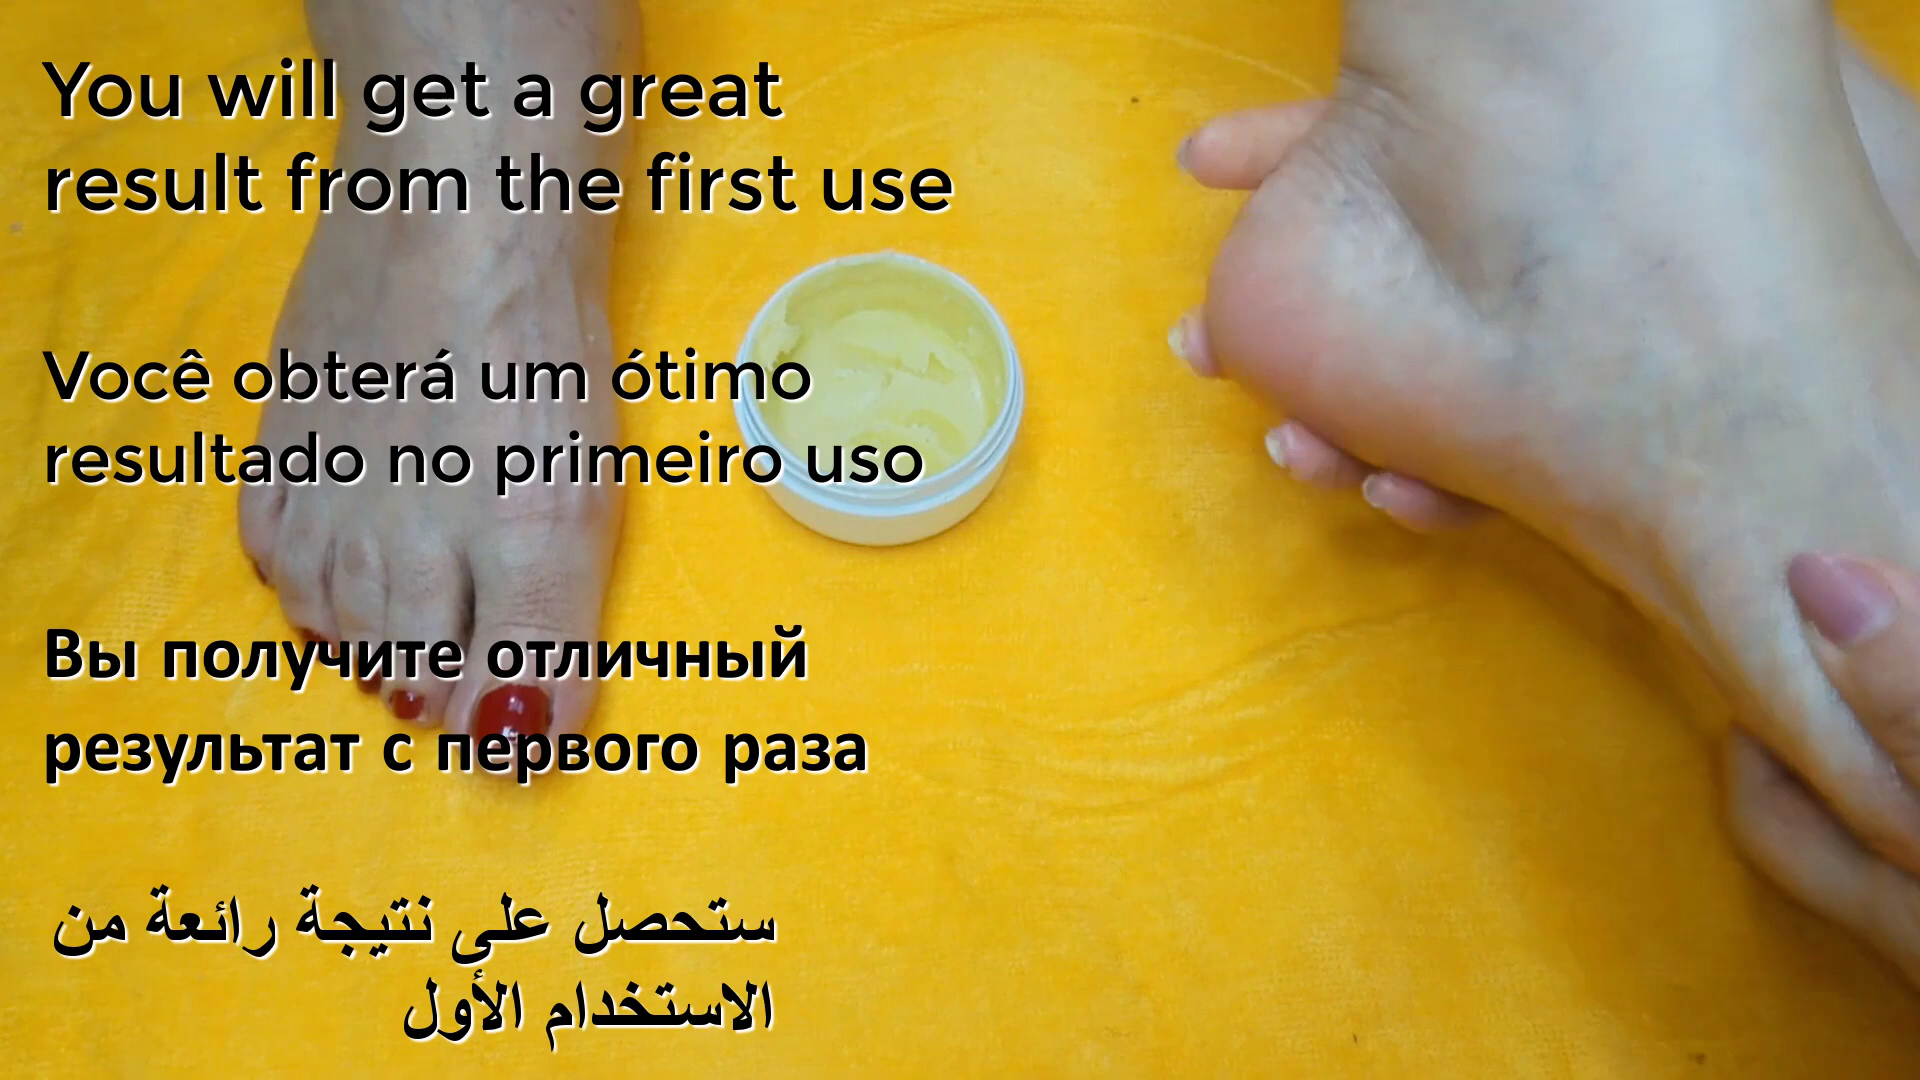 You will get a great
result from the first use
Você obterá um ótimo
resultado no primeiro uso
Вы получите отличный
результат с первого раза
ستحصل على نتيجة رائعة من
الاستخدام الأول